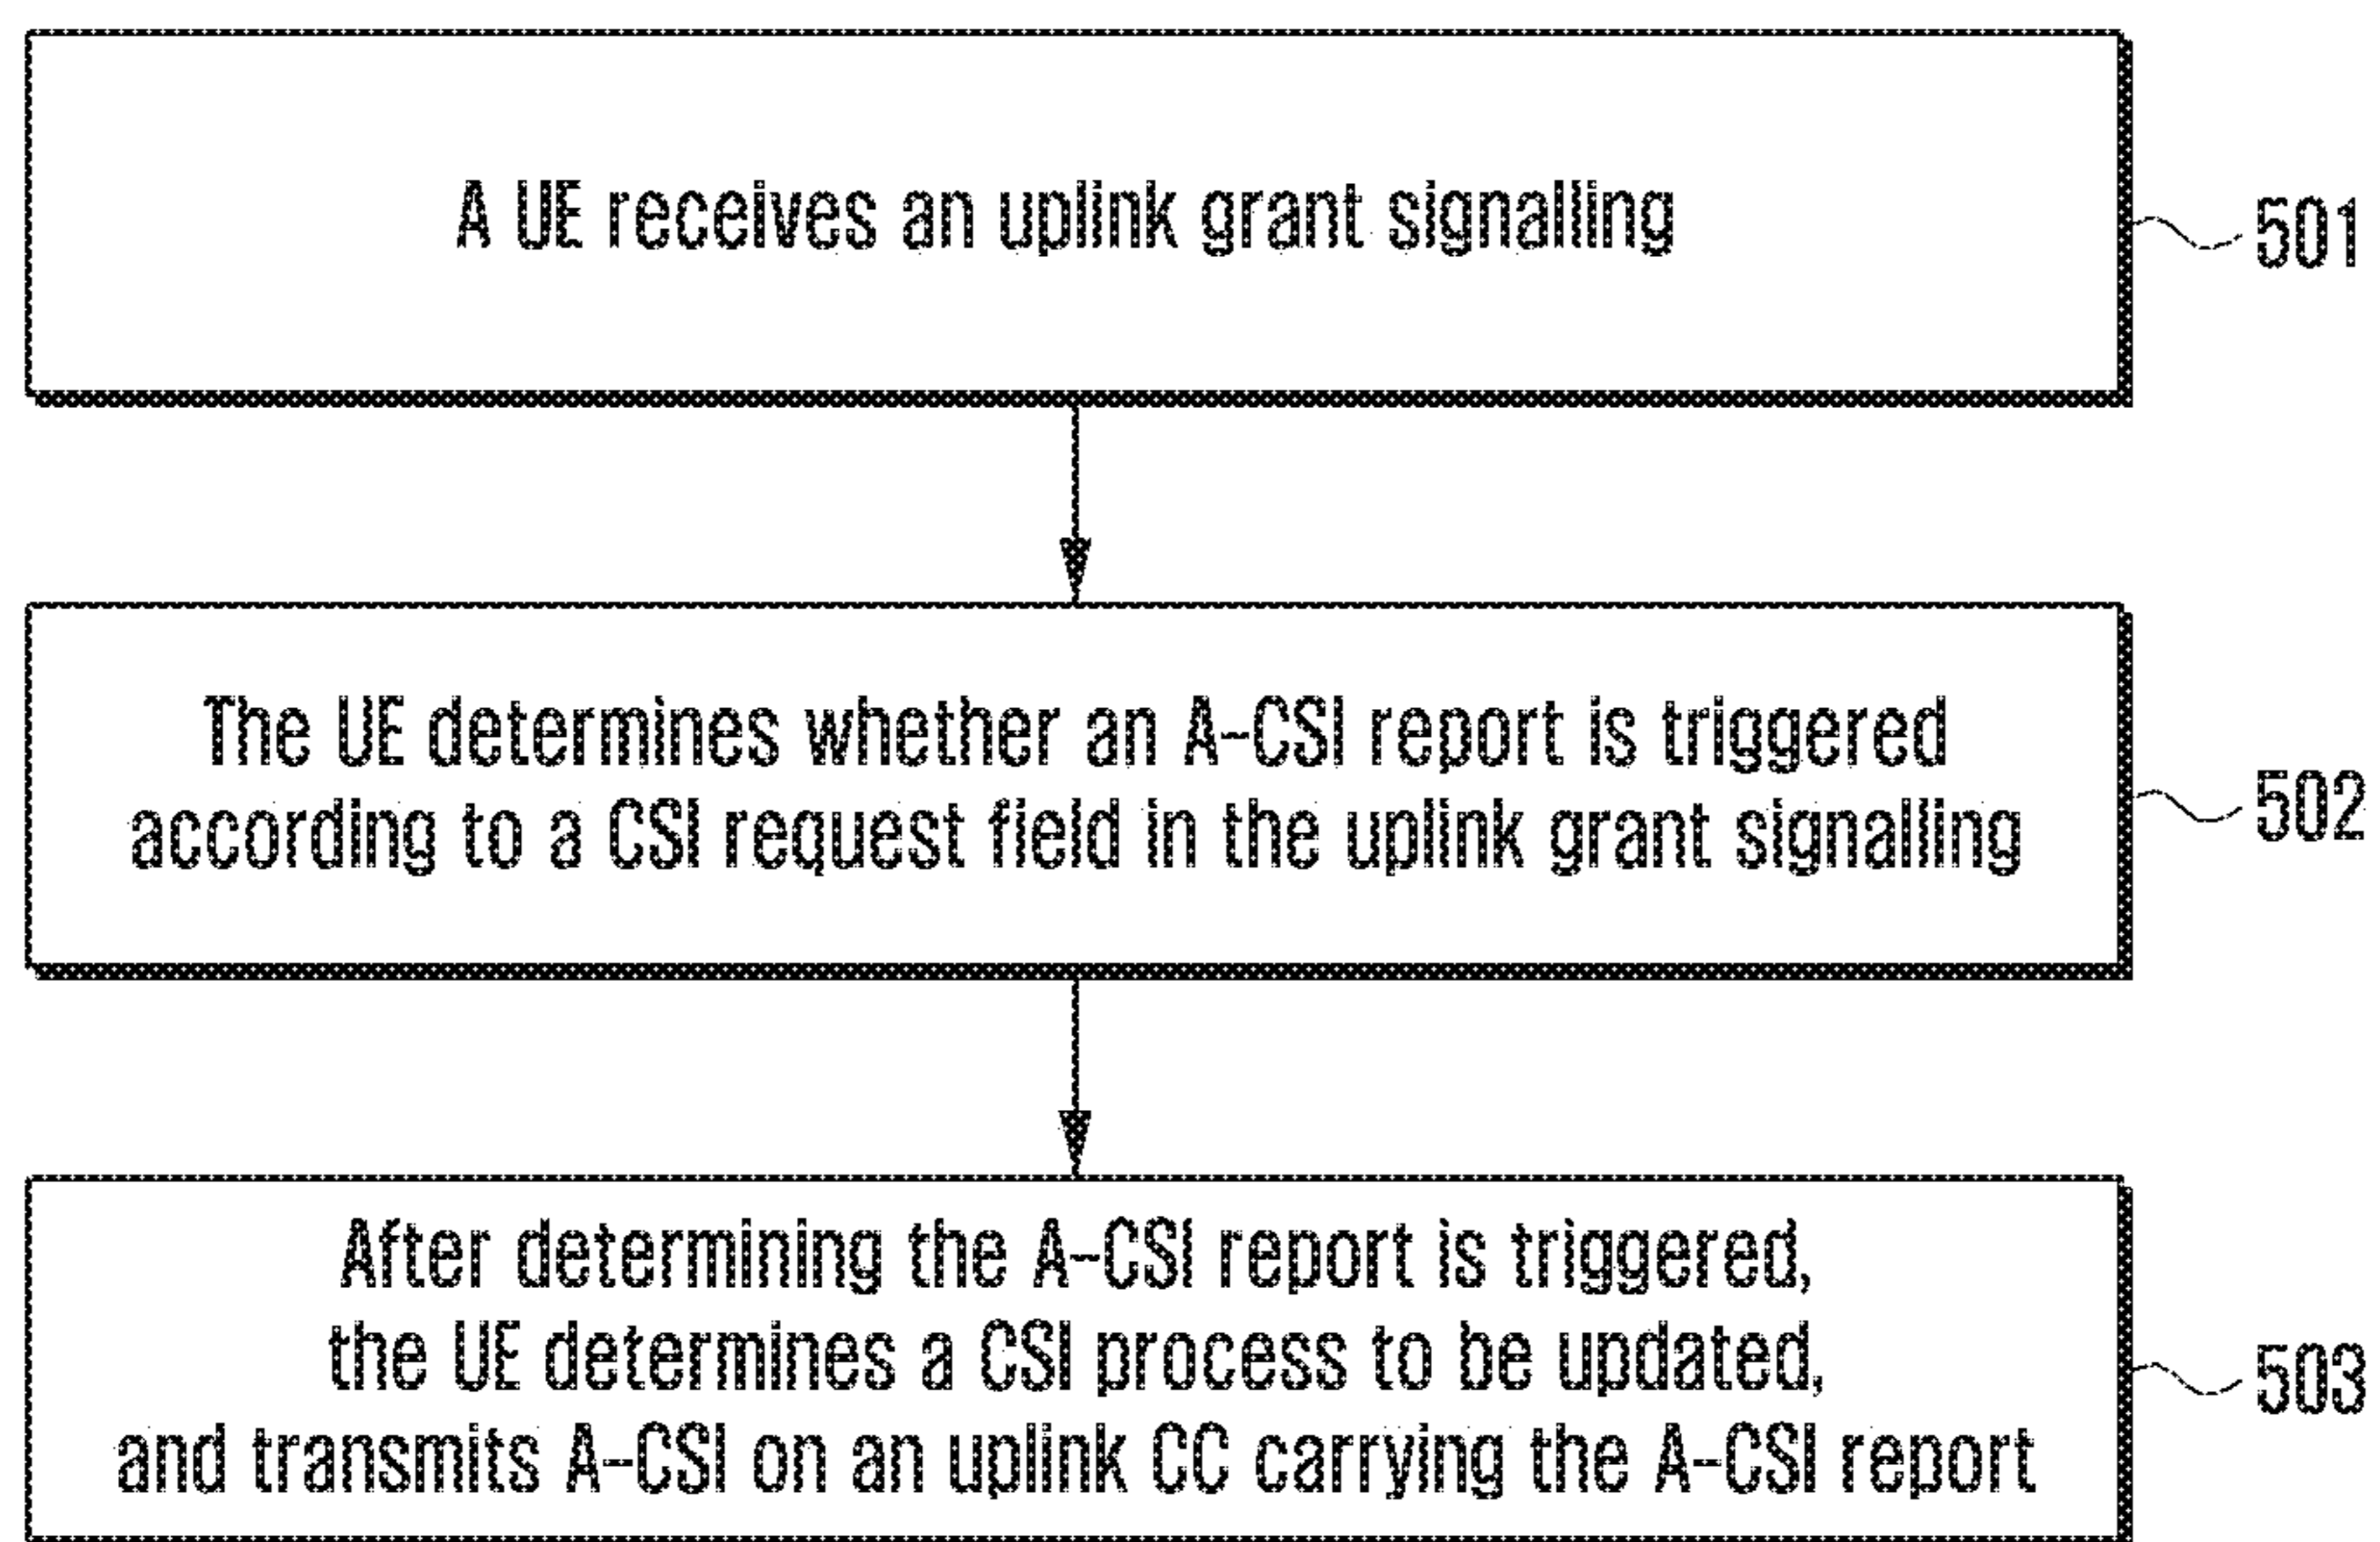 A UE receives an uplink grant signalling
501
The UE determines whether an A-CSI report is triggered
according to a CSI request field in the uplink grant signalling
502
After determining the A-CSI report is triggered,
the UE determines a CSI process to be updated,
and transmits A-CSI on an uplink CC carrying the A-CSI report
503